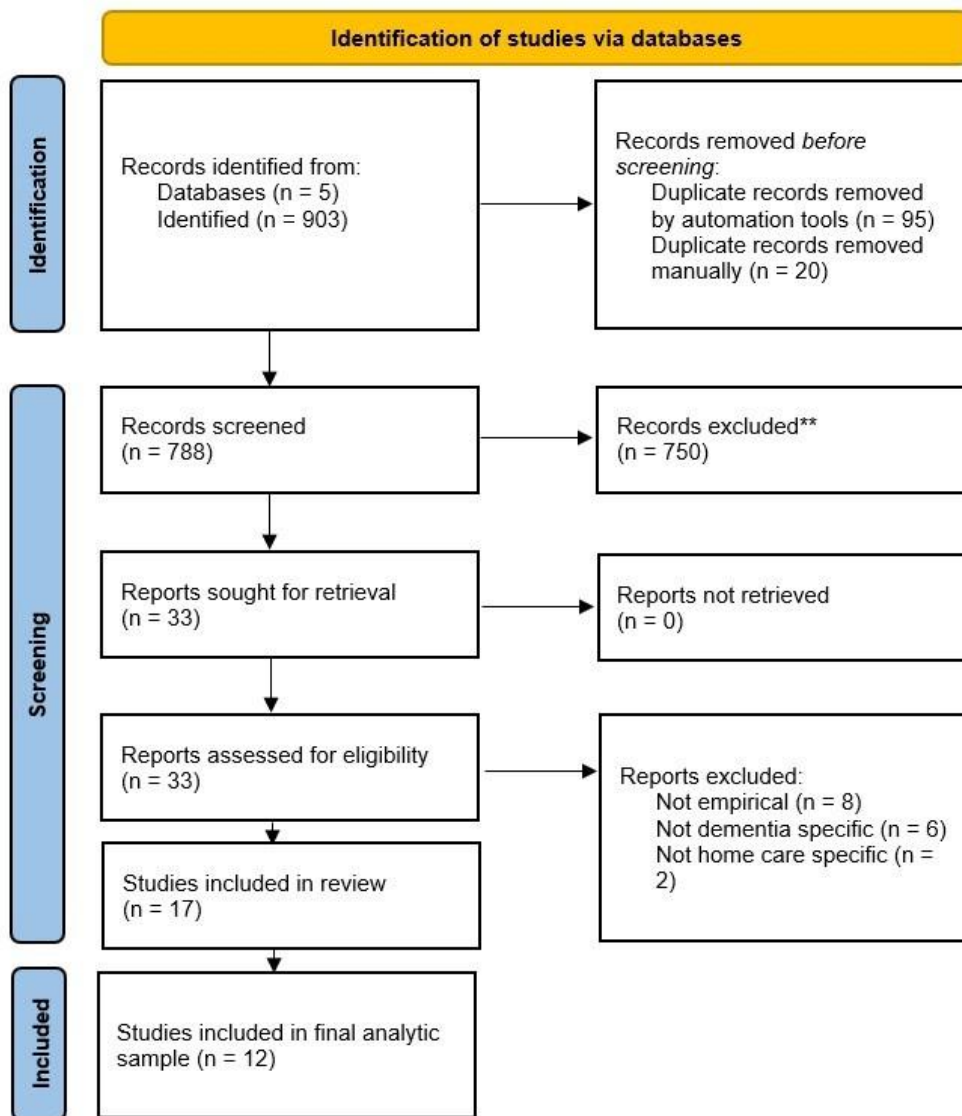 Identification of studies via databases
Identification
Records identified from:
Databases (n = 5)
Identified (n = 903)
Records removed before
screening:
Duplicate records removed
by automation tools (n = 95)
Duplicate records removed
manually (n = 20)
Screening
Records screened
(n = 788)
Records excluded**
(n = 750)
Reports sought for retrieval
(n = 33)
Reports not retrieved
(n = 0)
Reports assessed for eligibility
(n = 33)
Reports excluded:
Not empirical (n = 8)
Not dementia specific (n = 6)
Not home care specific (n =
2)
Studies included in review
(n = 17)
Included
Studies included in final analytic
sample (n = 12)